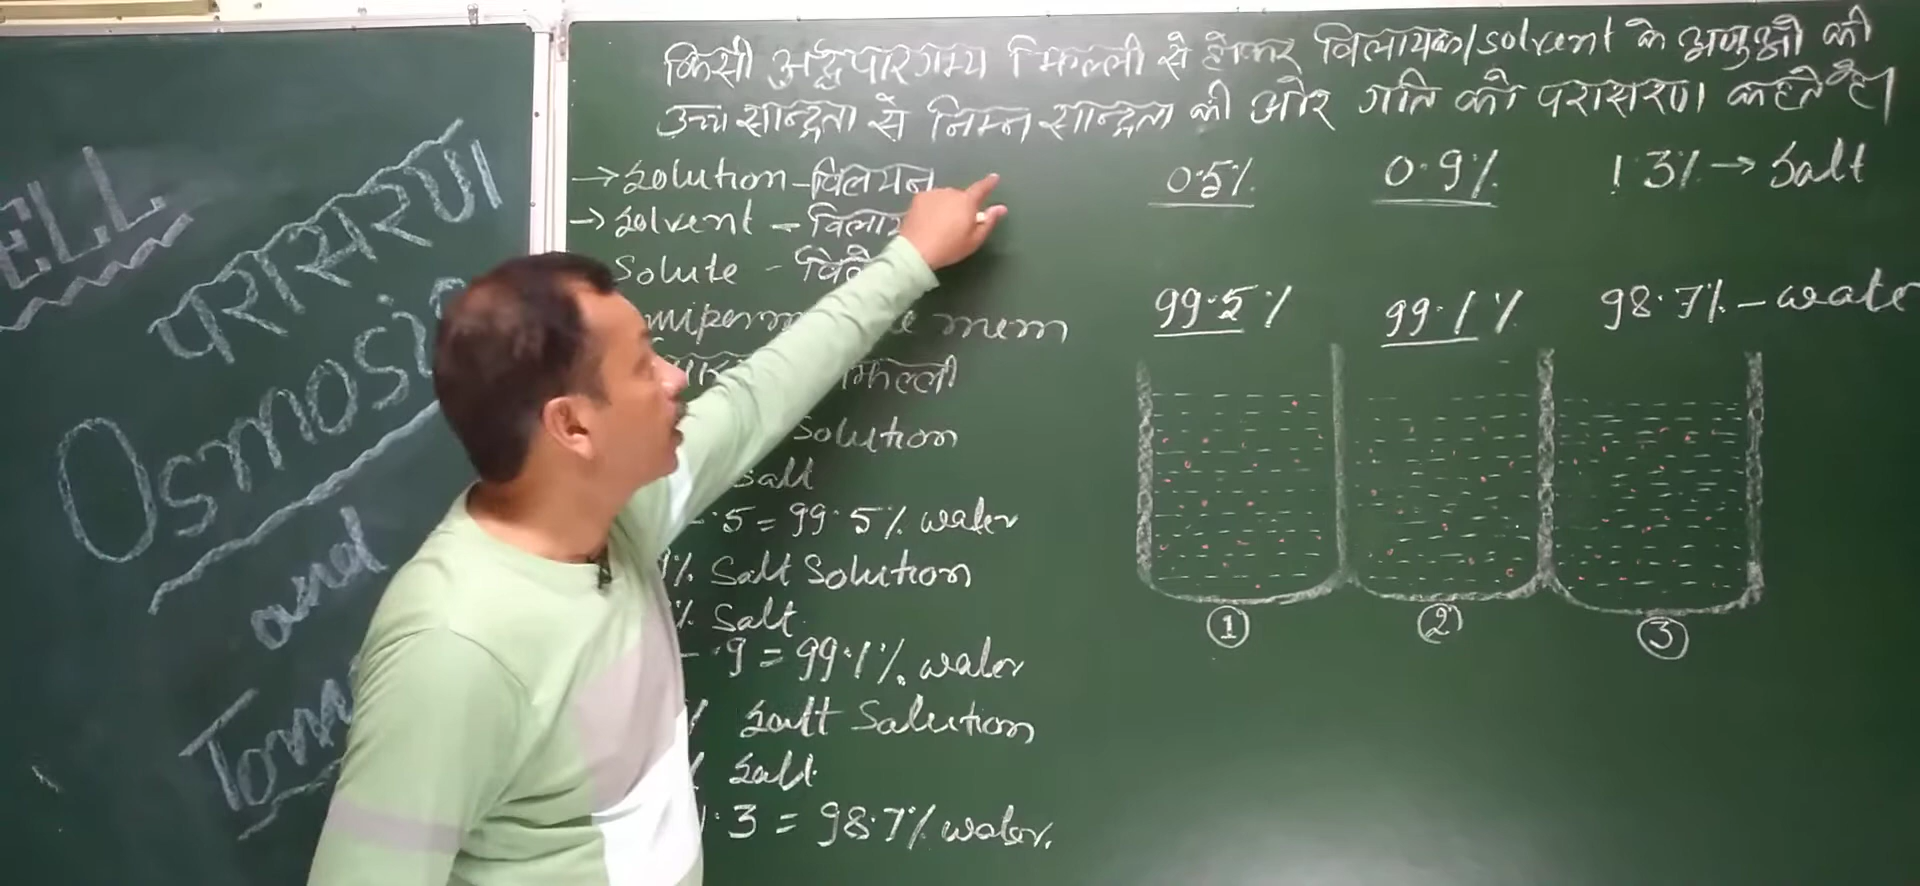 ELL
परासरण
Osmosis
and
किसी अर्द्धपारगम्य झिल्ली से होकर विलायक/solvent के अणुओं की
उच्च सान्द्रता से निम्न सान्द्रता की ओर गति को परासरण कहते है।
→ solution - विलयन
→ solvent -
Solute -
mem
झिल्ली
Solution
salt
.5 = 99.5% water
% Salt Solution
% Salt.
- .9 = 99.1% water
% salt Solution
% salt.
1.3 = 98.7% water.
0.5% 0.9% 1.3% → salt
99.5% 99.1% 98.7% - wate
1 2 3